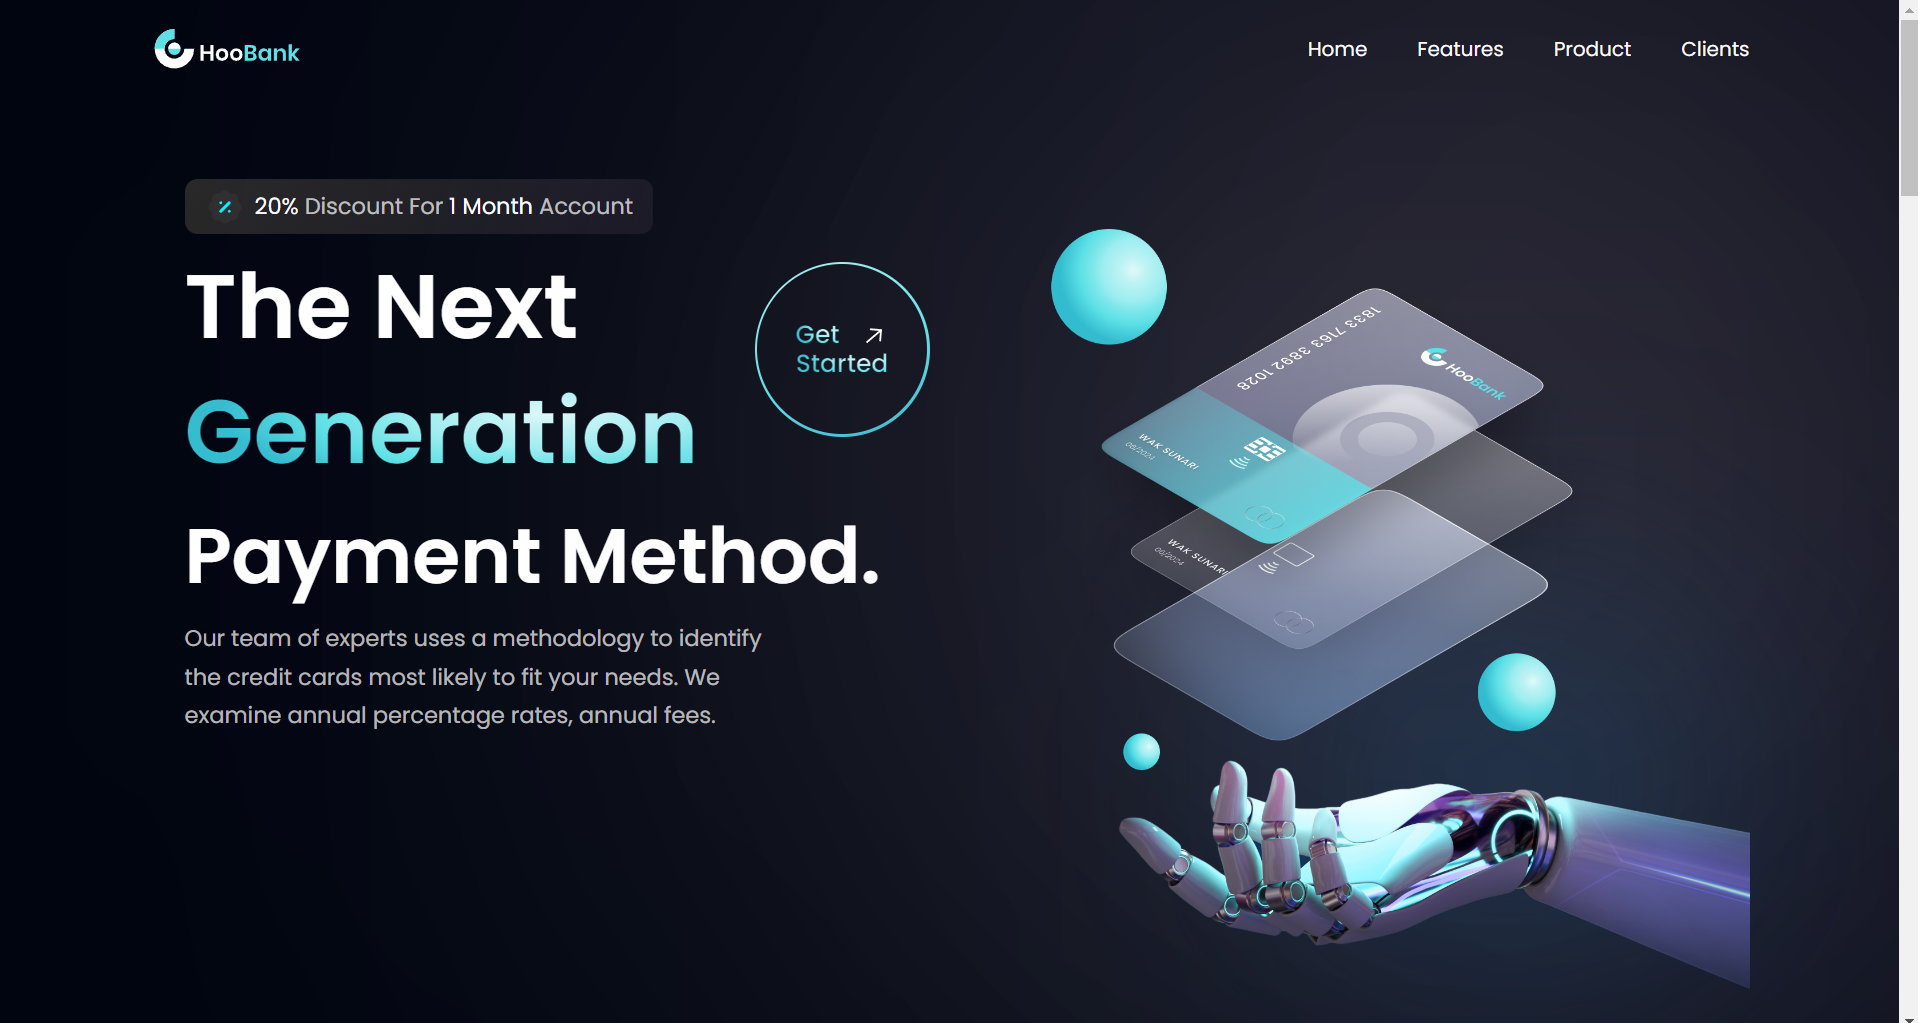 HooBank
Home
Features
Product
Clients
20% Discount For 1 Month Account
The Next
Generation
Payment Method.
Get
Started
Our team of experts uses a methodology to identify
the credit cards most likely to fit your needs. We
examine annual percentage rates, annual fees.
1833 7163 3892 1028
HooBank
WAK SUNARI
08/2024
WAK SUNARI
08/2024